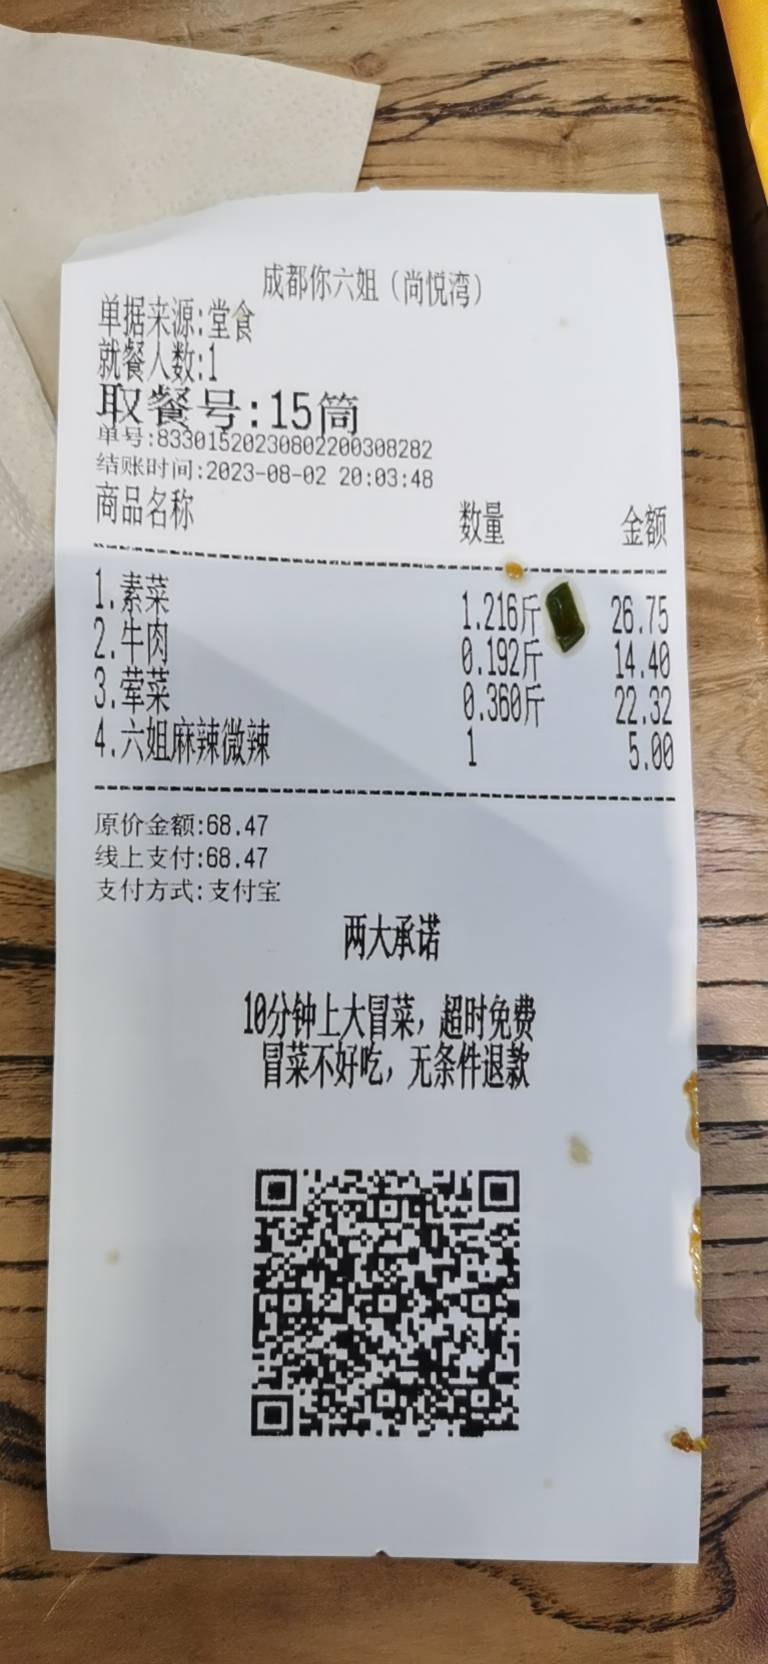 成都你六姐（尚悦湾）
单据来源:堂食
就餐人数:1
取餐号:15筒
单号:8330152023080220030828​2
结账时间:2023-08-02 20:03:48
商品名称 数量 金额
1.素菜 1.216斤 26.75
2.牛肉 0.192斤 14.40
3.荤菜 0.360斤 22.32
4.六姐麻辣微辣 1 5.00
原价金额:68.47
线上支付:68.47
支付方式:支付宝
两大承诺
10分钟上大冒菜，超时免费
冒菜不好吃，无条件退款